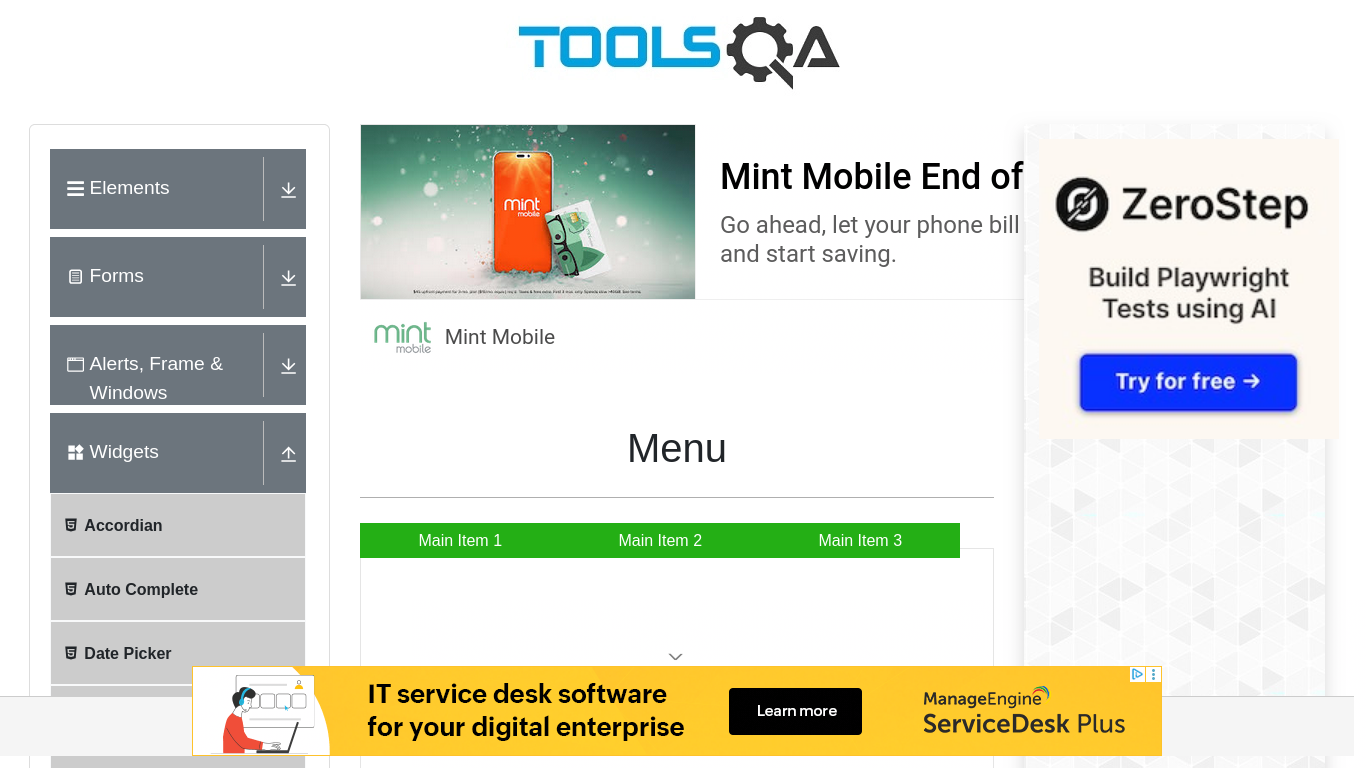 TOOLSQA
Elements
Forms
Alerts, Frame &
Windows
Widgets
Accordian
Auto Complete
Date Picker
mint
mobile
Mint Mobile End of
Go ahead, let your phone bill
and start saving.
mint
mobile
Mint Mobile
Menu
Main Item 1
Main Item 2
Main Item 3
ZeroStep
Build Playwright
Tests using AI
Try for free →
IT service desk software
for your digital enterprise
Learn more
ManageEngine
ServiceDesk Plus